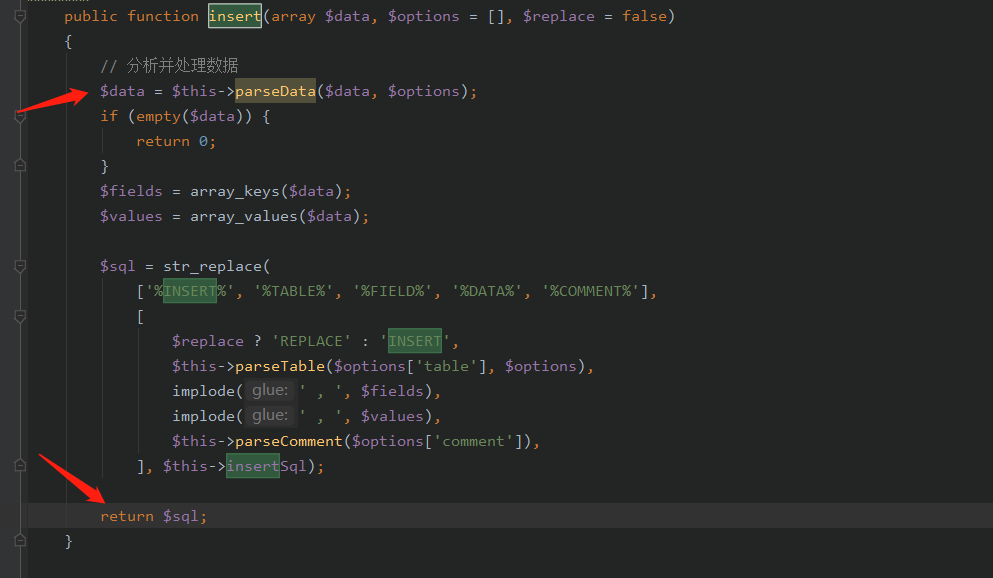 public function insert(array $data, $options = [], $replace = false)
{
// 分析并处理数据
$data = $this->parseData($data, $options);
if (empty($data)) {
return 0;
}
$fields = array_keys($data);
$values = array_values($data);
$sql = str_replace(
['%INSERT%', '%TABLE%', '%FIELD%', '%DATA%', '%COMMENT%'],
[
$replace ? 'REPLACE' : 'INSERT',
$this->parseTable($options['table'], $options),
implode( glue: ' , ', $fields),
implode( glue: ' , ', $values),
$this->parseComment($options['comment']),
], $this->insertSql);
return $sql;
}